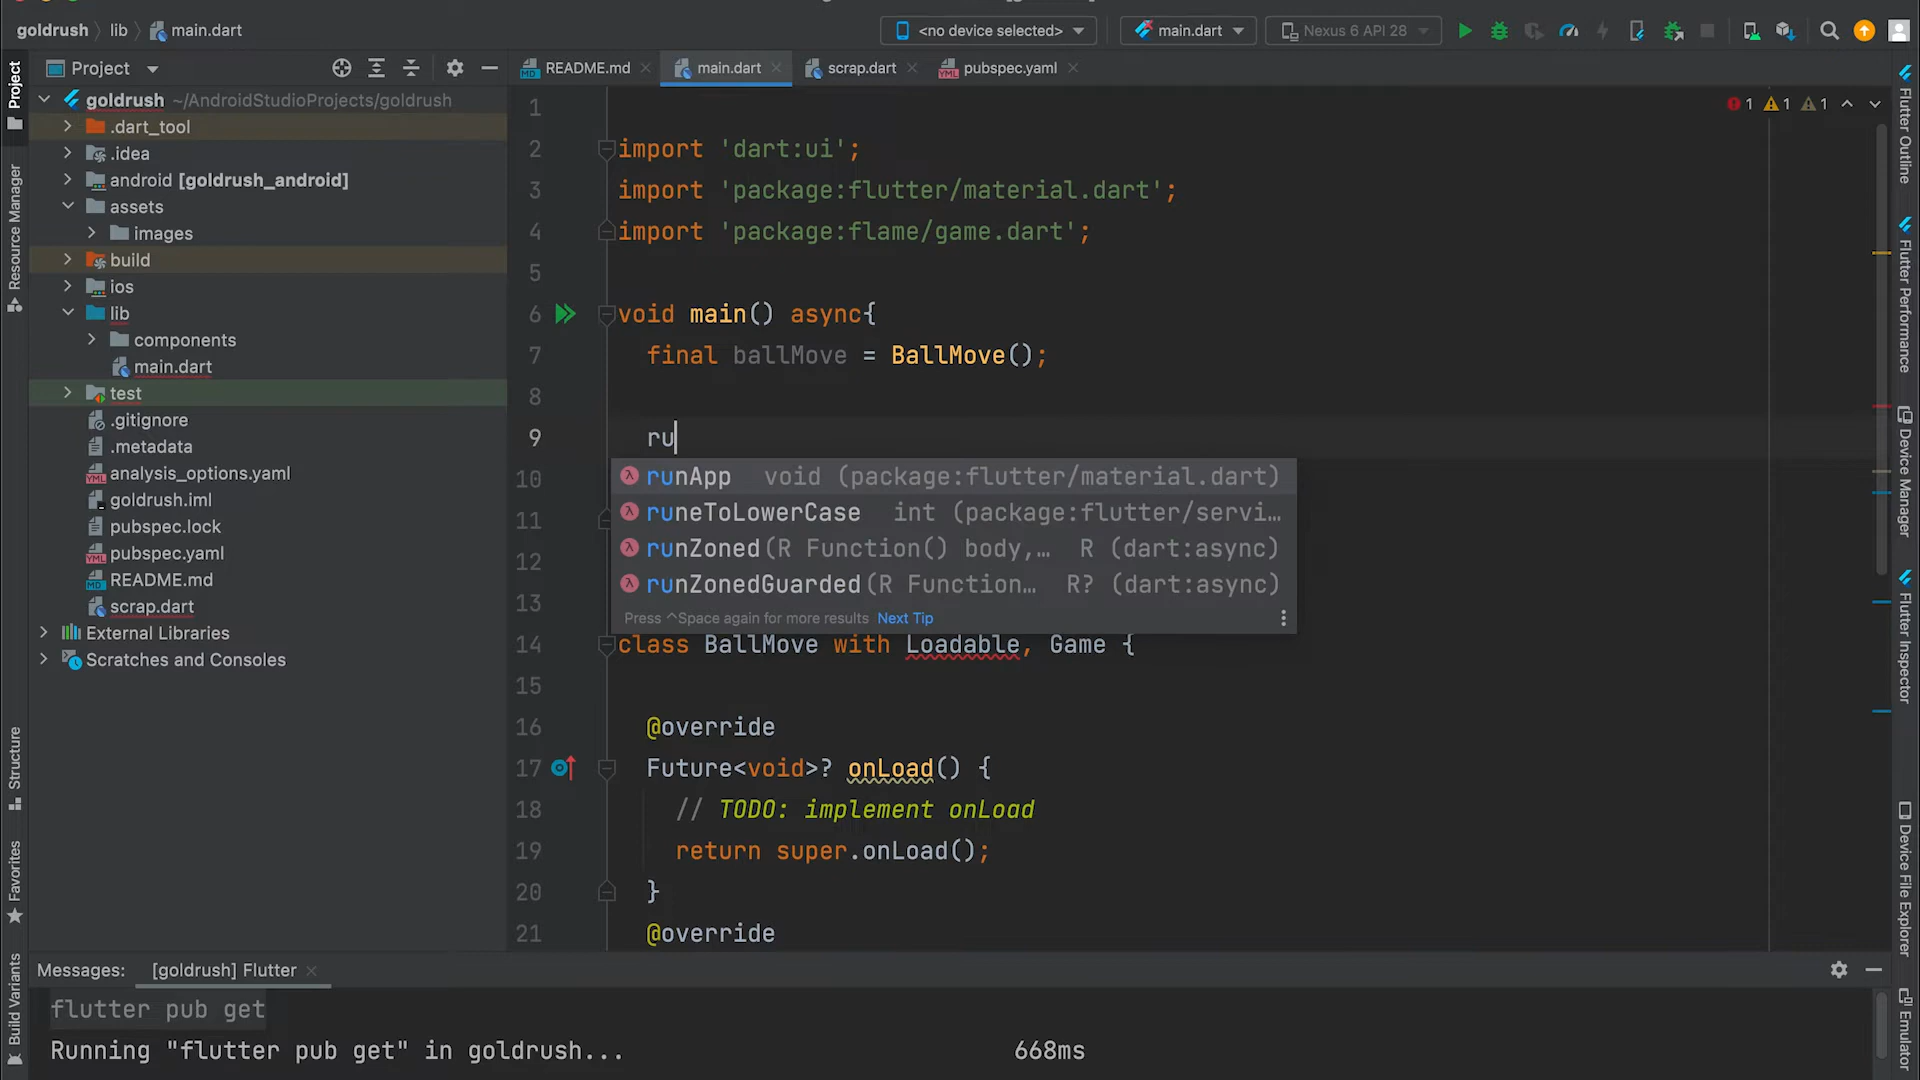 goldrush lib main.dart <no device selected> main.dart Nexus 6 API 28
Project
README.md main.dart scrap.dart pubspec.yaml
goldrush ~/AndroidStudioProjects/goldrush
.dart_tool
.idea
android [goldrush_android]
assets
images
build
ios
lib
components
main.dart
test
.gitignore
.metadata
analysis_options.yaml
goldrush.iml
pubspec.lock
pubspec.yaml
README.md
scrap.dart
External Libraries
Scratches and Consoles
1 1 1
1
2 import 'dart:ui';
3 import 'package:flutter/material.dart';
4 import 'package:flame/game.dart';
5
6 void main() async{
7 final ballMove = BallMove();
8
9 ru
10
11
12
13
runApp void (package:flutter/material.dart)
runeToLowerCase int (package:flutter/servi…
runZoned(R Function() body,… R (dart:async)
runZonedGuarded(R Function… R? (dart:async)
Press ^Space again for more results Next Tip
14 class BallMove with Loadable, Game {
15
16 @override
17 Future<void>? onLoad() {
18 // TODO: implement onLoad
19 return super.onLoad();
20 }
21 @override
Messages: [goldrush] Flutter
flutter pub get
Running "flutter pub get" in goldrush... 668ms
Project
Resource Manager
Structure
Favorites
Build Variants
Flutter Outline
Flutter Performance
Device Manager
Flutter Inspector
Device File Explorer
Emulator